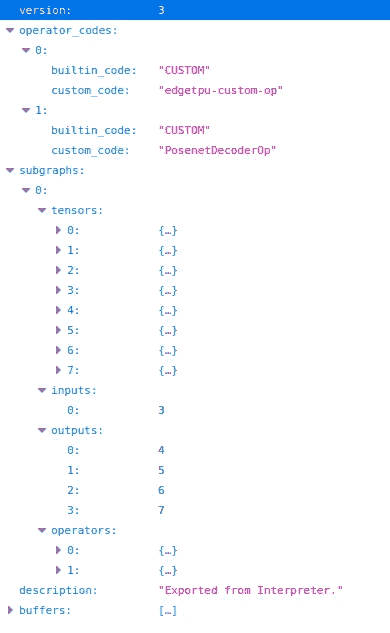 version: 3
operator_codes:
0:
builtin_code: "CUSTOM"
custom_code: "edgetpu-custom-op"
1:
builtin_code: "CUSTOM"
custom_code: "PosenetDecoderOp"
subgraphs:
0:
tensors:
0: {…}
1: {…}
2: {…}
3: {…}
4: {…}
5: {…}
6: {…}
7: {…}
inputs:
0: 3
outputs:
0: 4
1: 5
2: 6
3: 7
operators:
0: {…}
1: {…}
description: "Exported from Interpreter."
buffers: […]